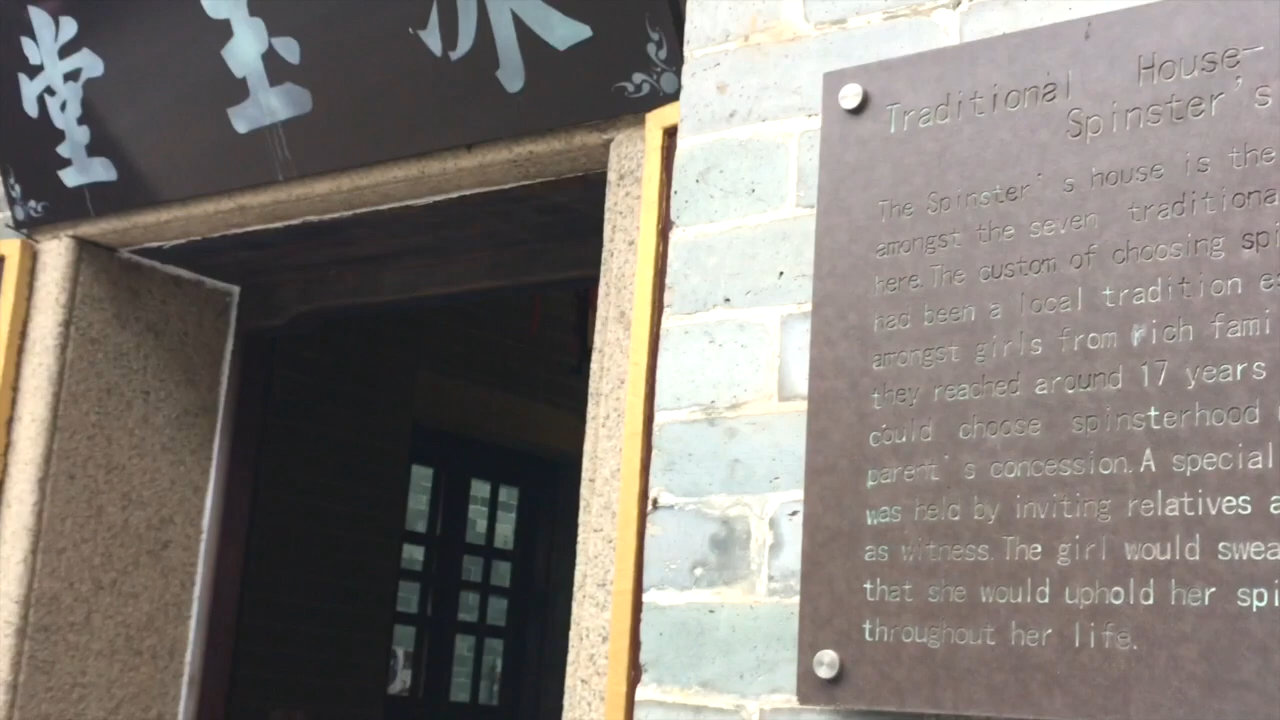 堂玉冰
Traditional House-
Spinster's
The Spinster's house is the
amongst the seven traditiona
here. The custom of choosing spi
had been a local tradition ea
amongst girls from rich fami
they reached around 17 years
could choose spinsterhood
parent's concession. A special
was held by inviting relatives a
as witness. The girl would swea
that she would uphold her spi
throughout her life.